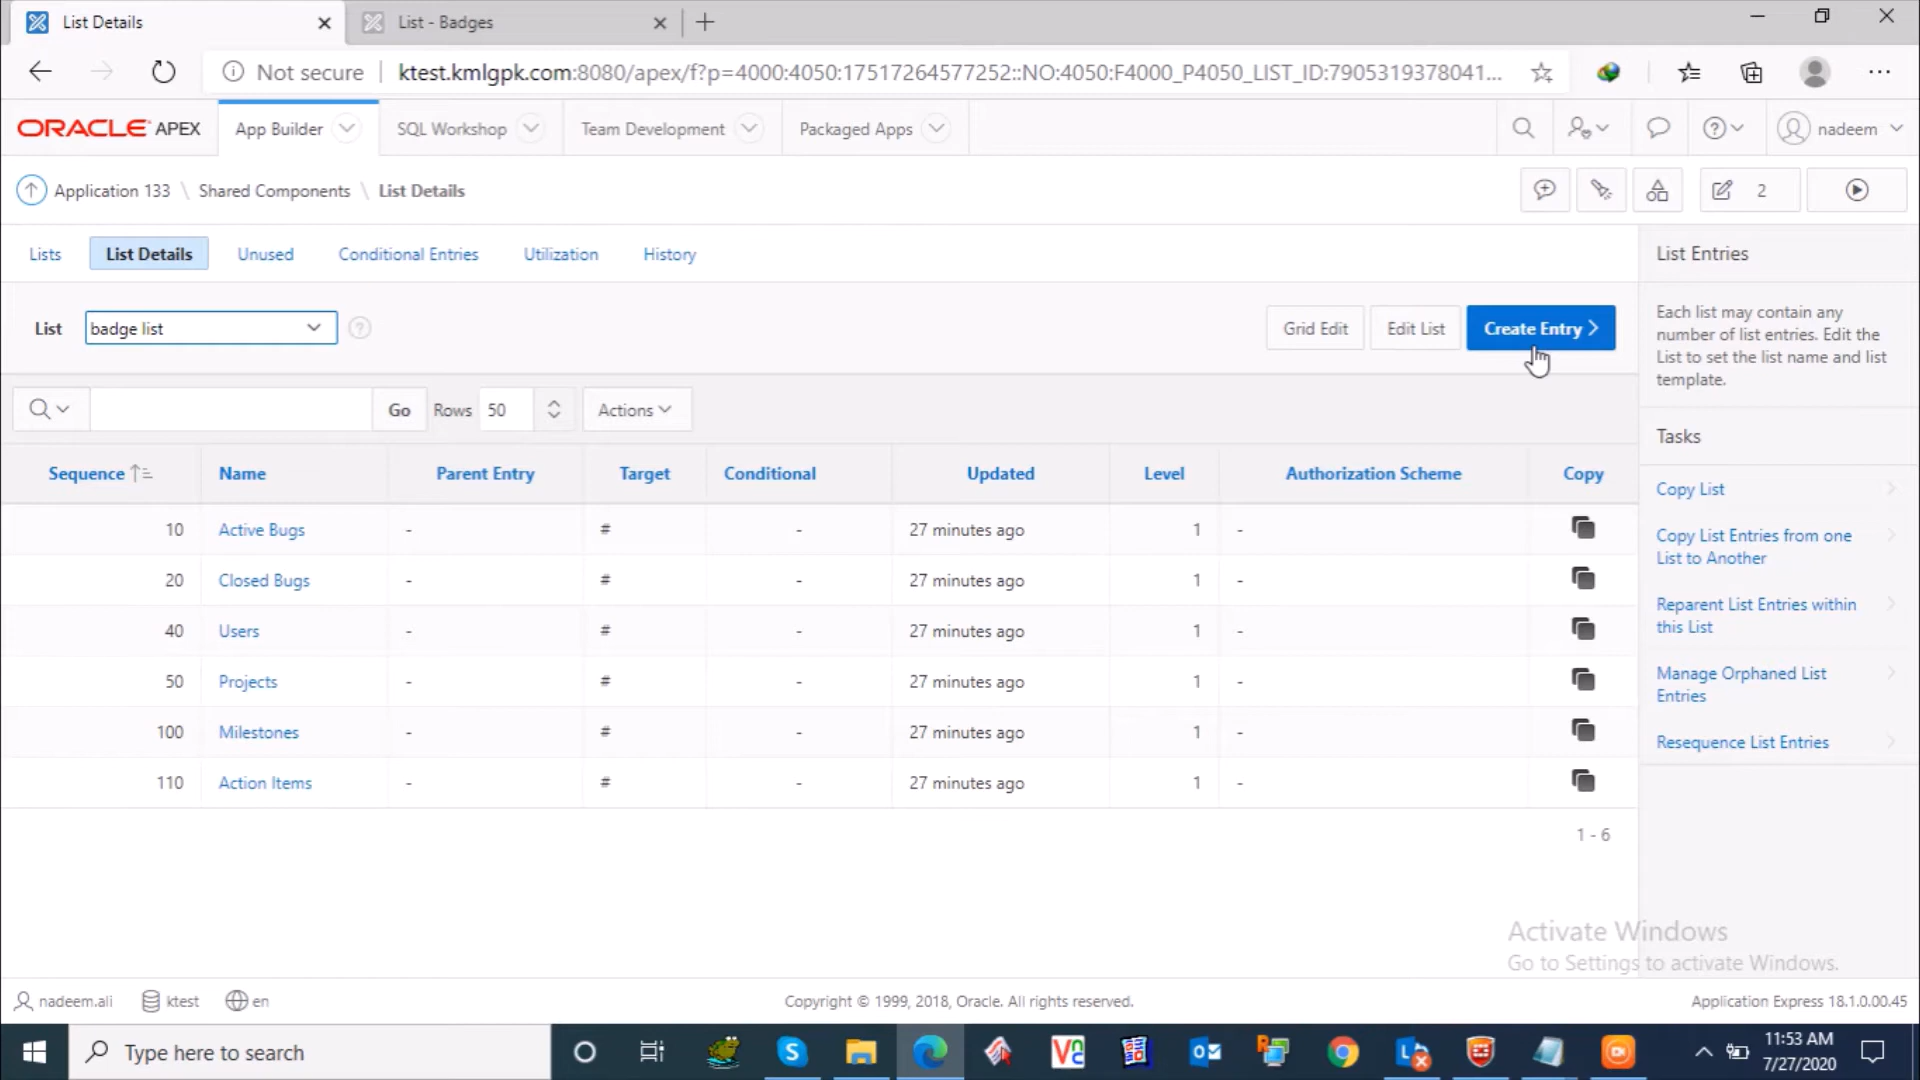 List Details
List - Badges
Not secure
ktest.kmlgpk.com:8080/apex/f?p=4000:4050:17517264577252::NO:4050:F4000_P4050_LIST_ID:7905319378041...
ORACLE APEX
App Builder
SQL Workshop
Team Development
Packaged Apps
nadeem
Application 133 \ Shared Components \ List Details
2
Lists
List Details
Unused
Conditional Entries
Utilization
History
List
badge list
Grid Edit
Edit List
Create Entry
Go
Rows
50
Actions
Sequence Name Parent Entry Target Conditional Updated Level Authorization Scheme Copy
10 Active Bugs - # - 27 minutes ago 1 -
20 Closed Bugs - # - 27 minutes ago 1 -
40 Users - # - 27 minutes ago 1 -
50 Projects - # - 27 minutes ago 1 -
100 Milestones - # - 27 minutes ago 1 -
110 Action Items - # - 27 minutes ago 1 -
1 - 6
List Entries
Each list may contain any
number of list entries. Edit the
List to set the list name and list
template.
Tasks
Copy List
Copy List Entries from one
List to Another
Reparent List Entries within
this List
Manage Orphaned List
Entries
Resequence List Entries
Activate Windows
Go to Settings to activate Windows.
nadeem.ali
ktest
en
Copyright © 1999, 2018, Oracle. All rights reserved.
Application Express 18.1.0.00.45
Type here to search
11:53 AM
7/27/2020